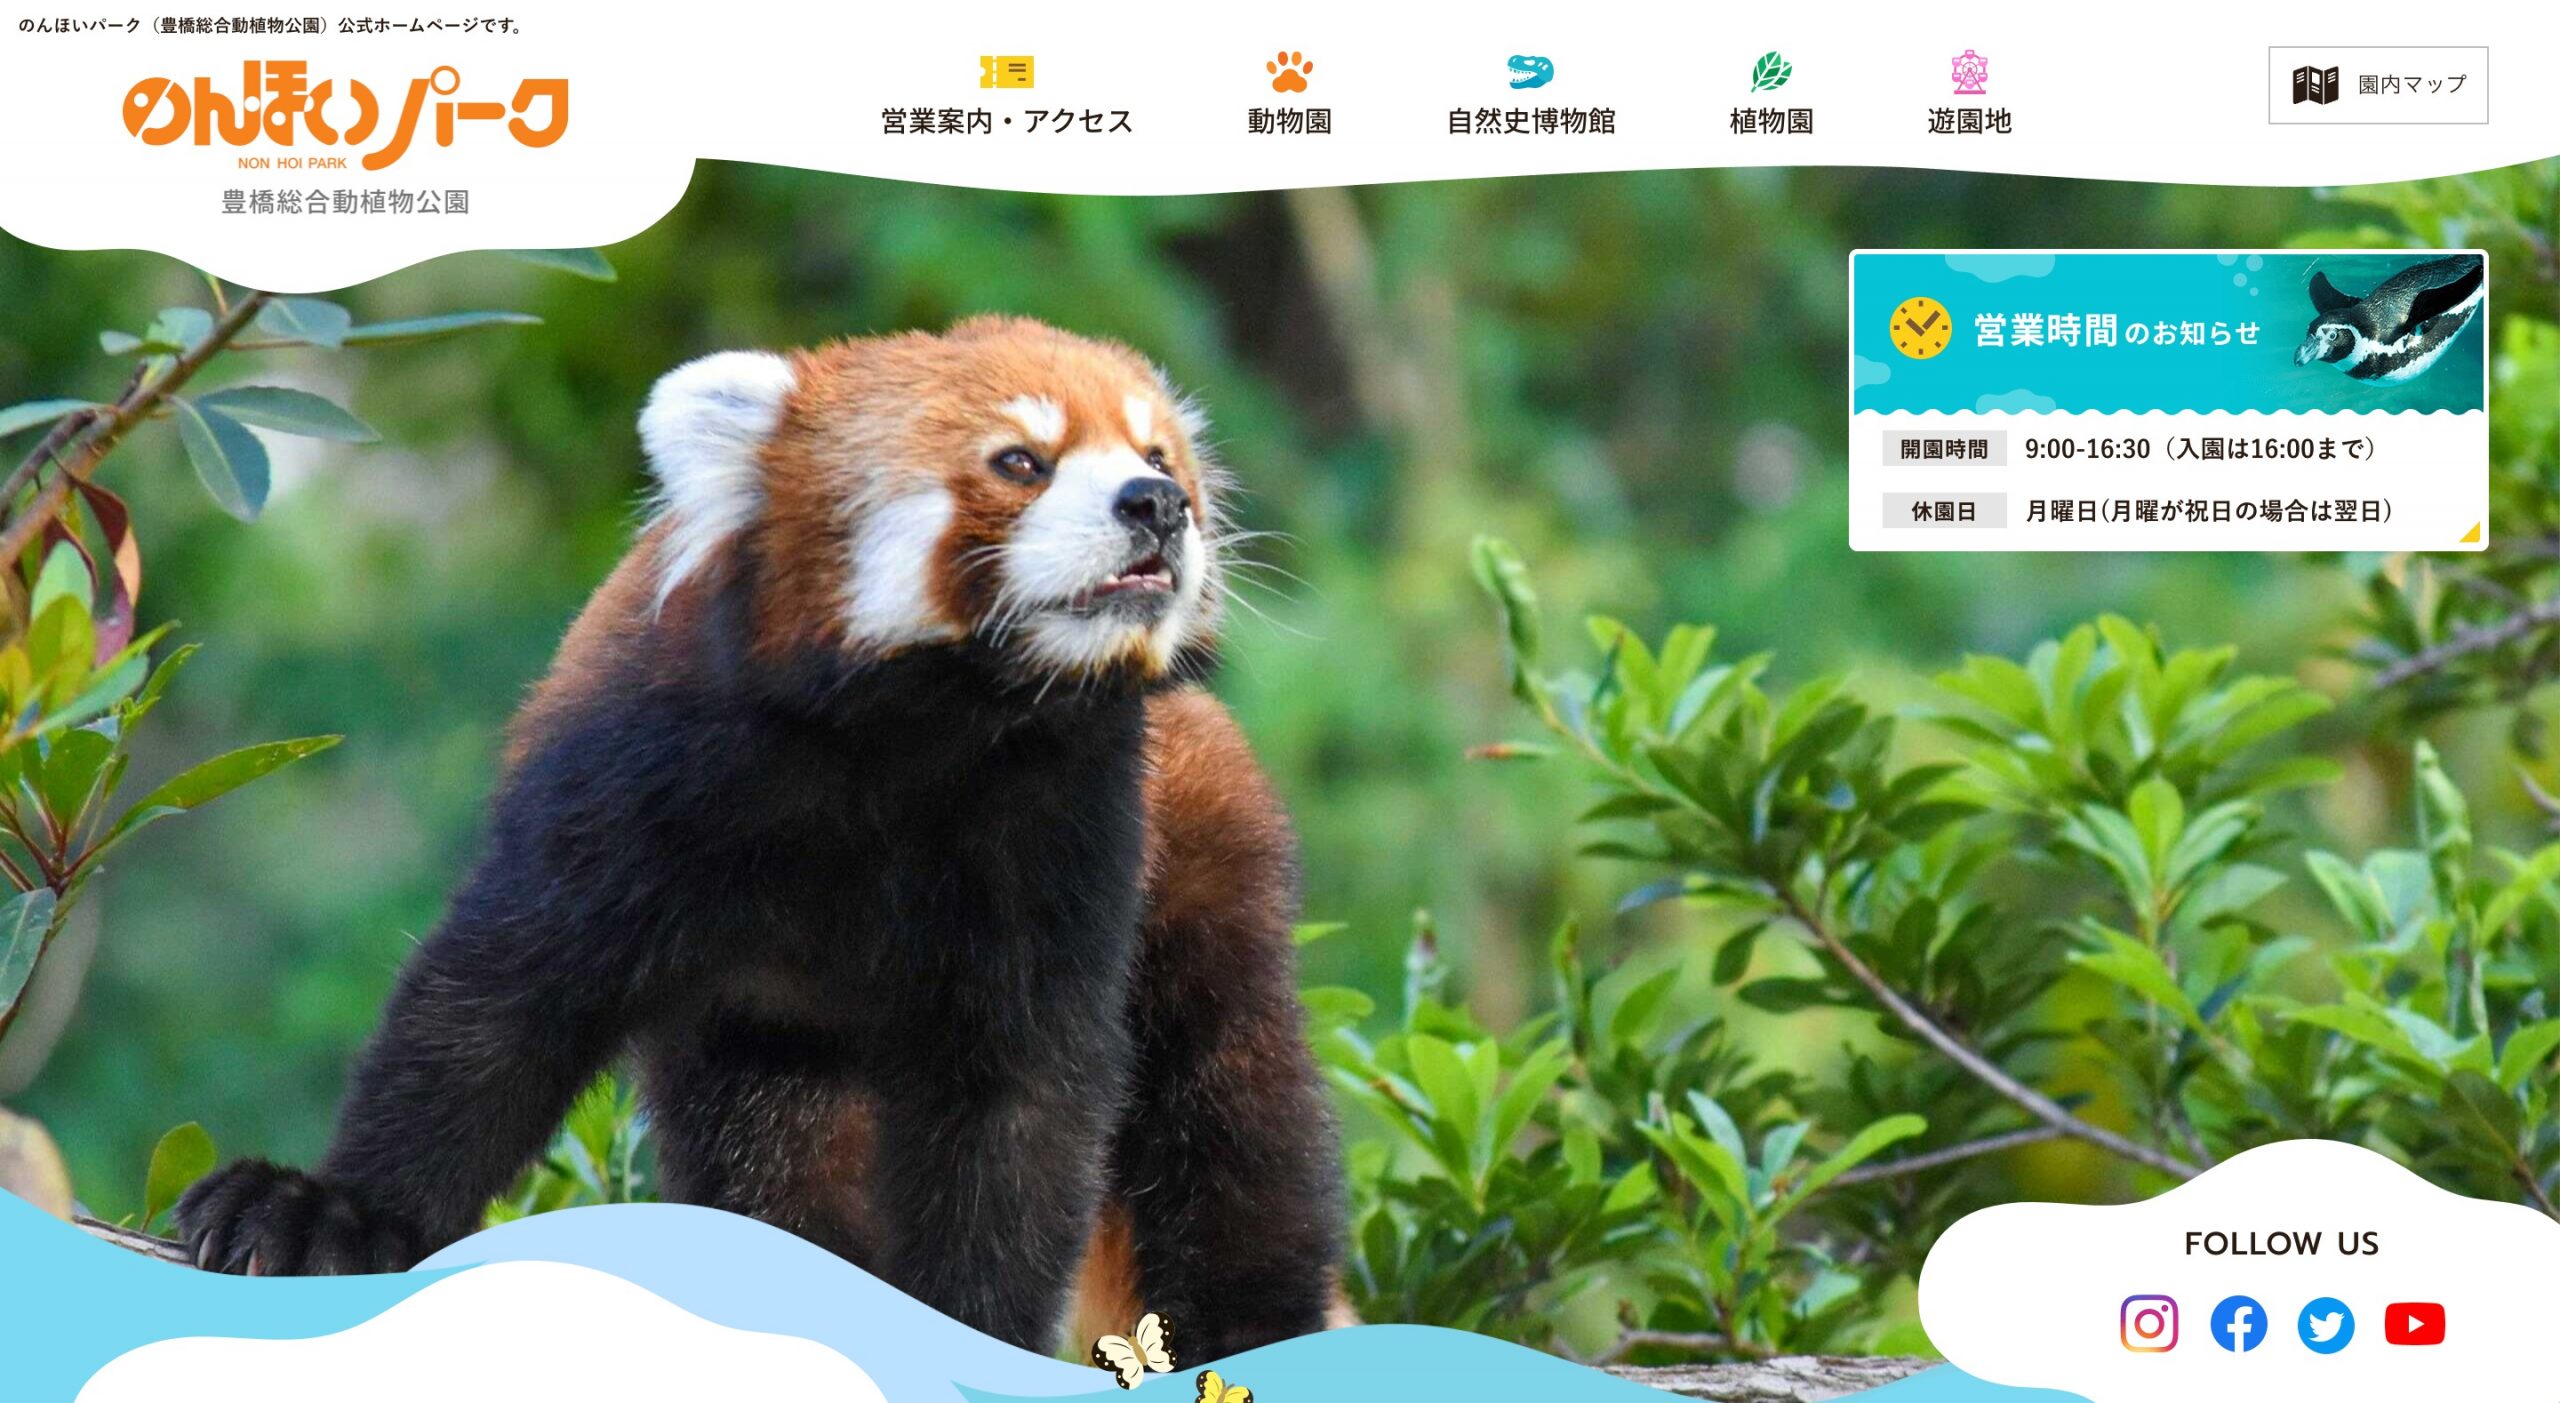 のんほいパーク（豊橋総合動植物公園）公式ホームページです。
のんほいパーク
NON HOI PARK
豊橋総合動植物公園
営業案内・アクセス
動物園
自然史博物館
植物園
遊園地
園内マップ
営業時間のお知らせ
開園時間 9:00-16:30（入園は16:00まで）
休園日 月曜日(月曜が祝日の場合は翌日)
FOLLOW US